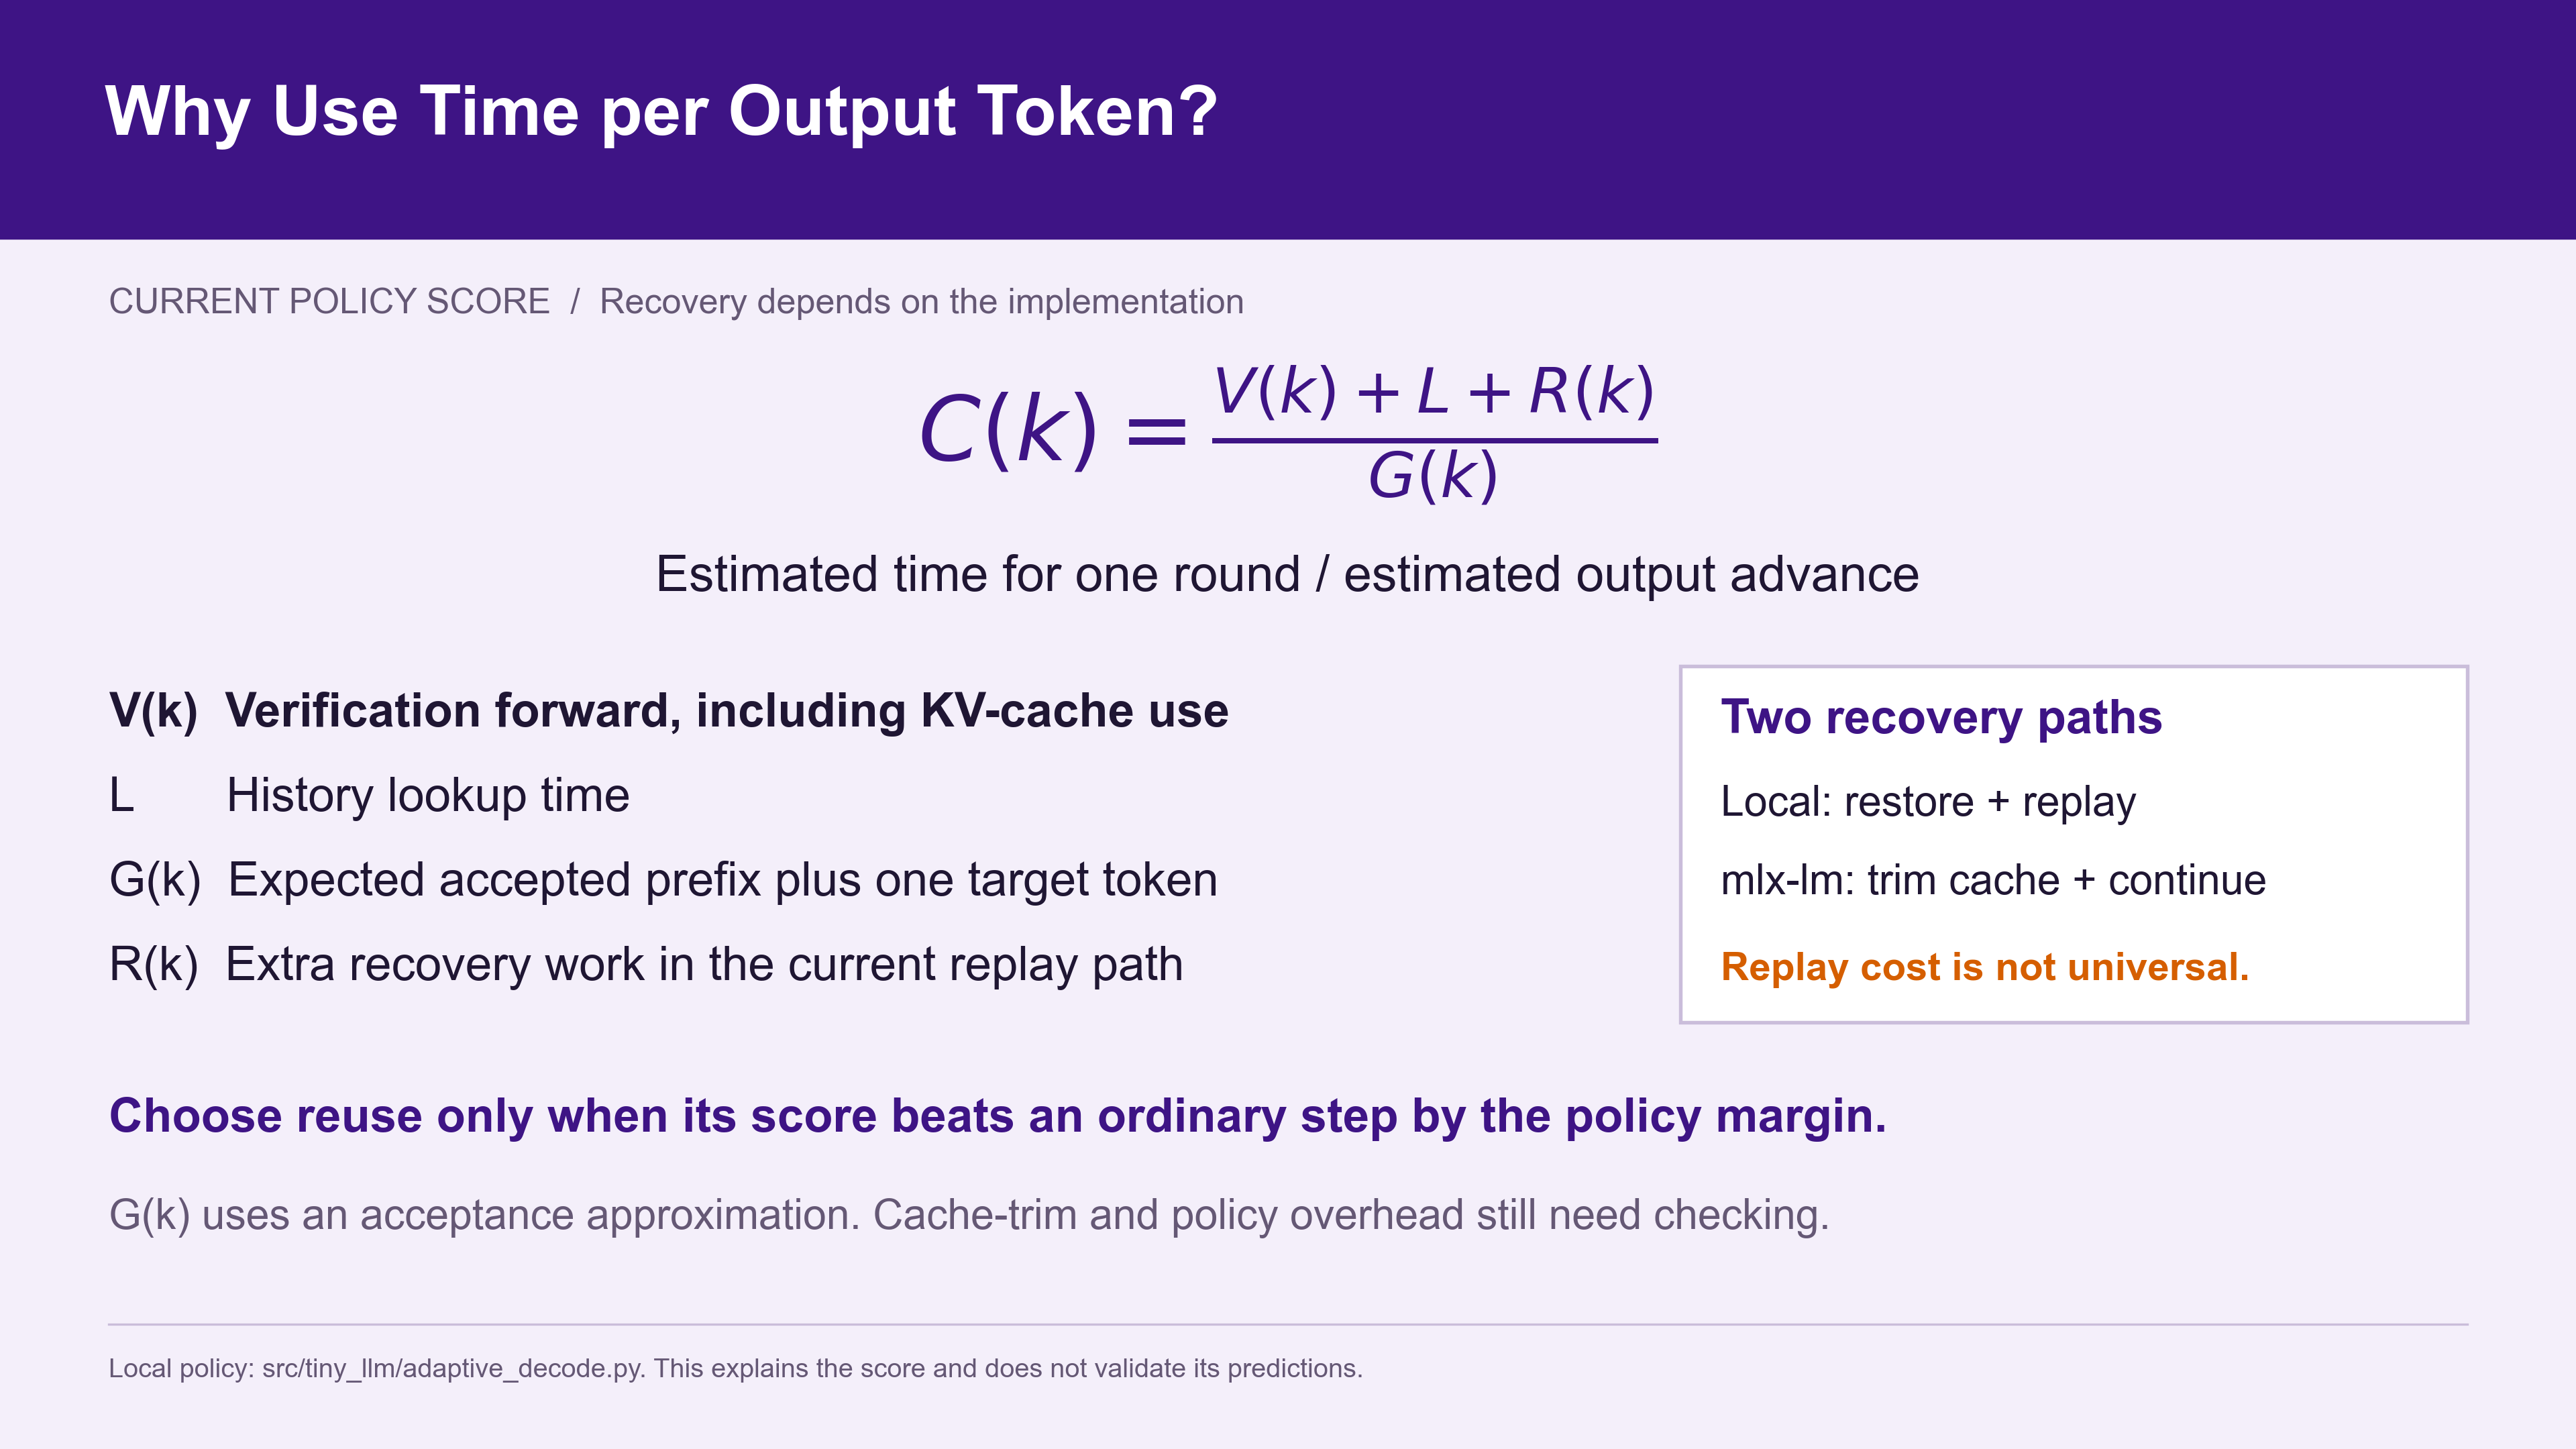 Why Use Time per Output Token?
CURRENT POLICY SCORE / Recovery depends on the implementation
C(k) = (V(k) + L + R(k)) / G(k)
Estimated time for one round / estimated output advance
V(k) Verification forward, including KV-cache use
L History lookup time
G(k) Expected accepted prefix plus one target token
R(k) Extra recovery work in the current replay path
Two recovery paths
Local: restore + replay
mlx-lm: trim cache + continue
Replay cost is not universal.
Choose reuse only when its score beats an ordinary step by the policy margin.
G(k) uses an acceptance approximation. Cache-trim and policy overhead still need checking.
Local policy: src/tiny_llm/adaptive_decode.py. This explains the score and does not validate its predictions.